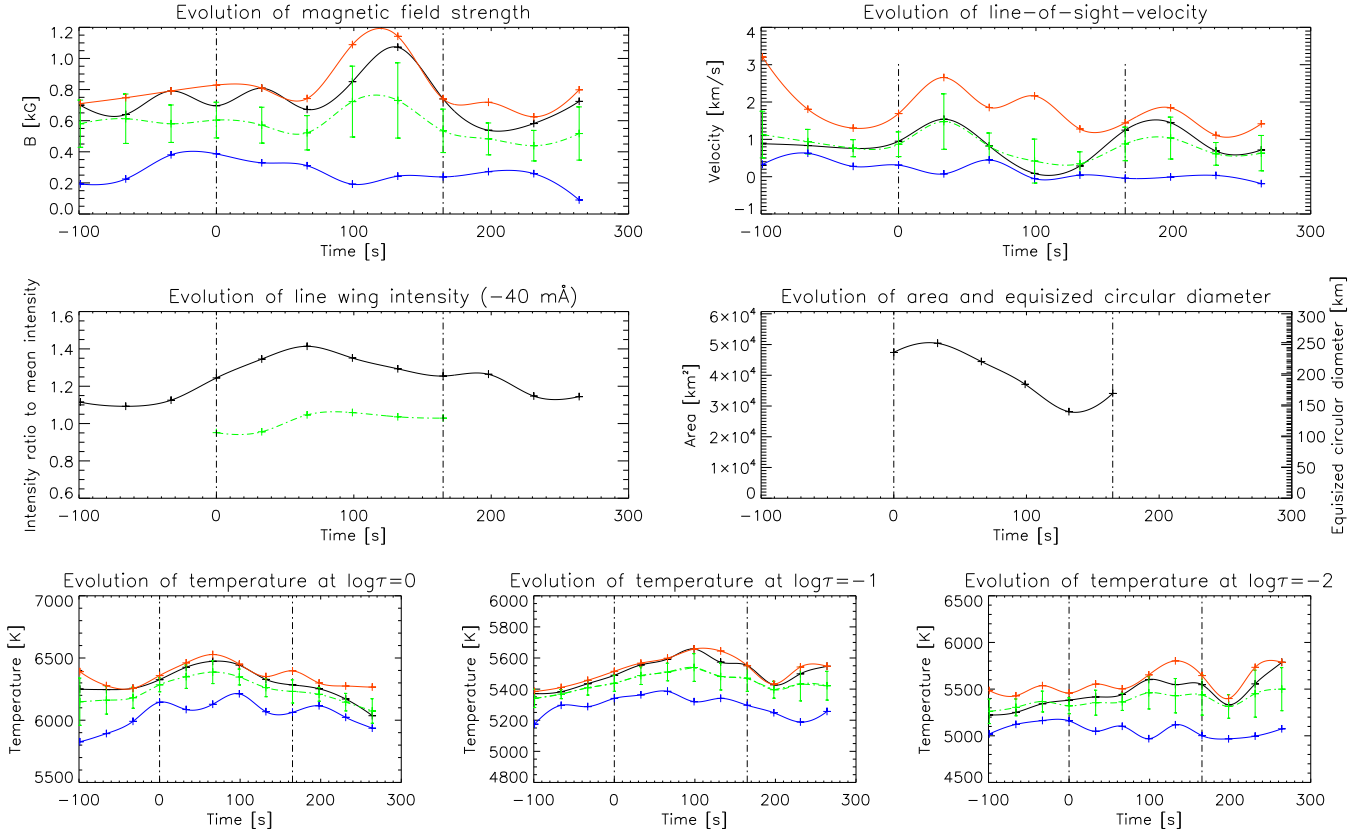 Evolution of magnetic field strength
B [kG]
1.2
1.0
0.8
0.6
0.4
0.2
0.0
-100 0 100 200 300
Time [s]
Evolution of line-of-sight-velocity
Velocity [km/s]
4
3
2
1
0
-1
-100 0 100 200 300
Time [s]
Evolution of line wing intensity (-40 mÅ)
Intensity ratio to mean intensity
1.6
1.4
1.2
1.0
0.8
0.6
-100 0 100 200 300
Time [s]
Evolution of area and equisized circular diameter
Area [km²]
6×10⁴
5×10⁴
4×10⁴
3×10⁴
2×10⁴
1×10⁴
0
-100 0 100 200 300
Time [s]
300
250
200
150
100
50
0
Equisized circular diameter [km]
Evolution of temperature at logτ=0
Temperature [K]
7000
6500
6000
5500
-100 0 100 200 300
Time [s]
Evolution of temperature at logτ=-1
Temperature [K]
6000
5800
5600
5400
5200
5000
4800
-100 0 100 200 300
Time [s]
Evolution of temperature at logτ=-2
Temperature [K]
6500
6000
5500
5000
4500
-100 0 100 200 300
Time [s]